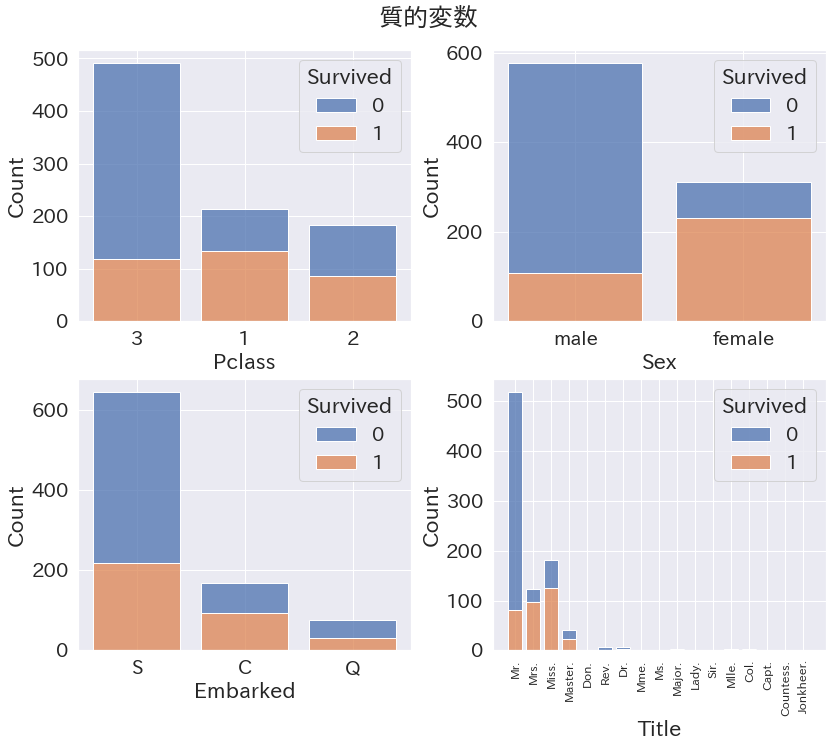 質的変数
Survived
0
1
Count
500
400
300
200
100
0
3 1 2
Pclass
Survived
0
1
Count
600
400
200
0
male female
Sex
Survived
0
1
Count
600
400
200
0
S C Q
Embarked
Survived
0
1
Count
500
400
300
200
100
0
Mr. Mrs. Miss. Master. Don. Rev. Dr. Mme. Ms. Major. Lady. Sir. Mlle. Col. Capt. Countess. Jonkheer.
Title